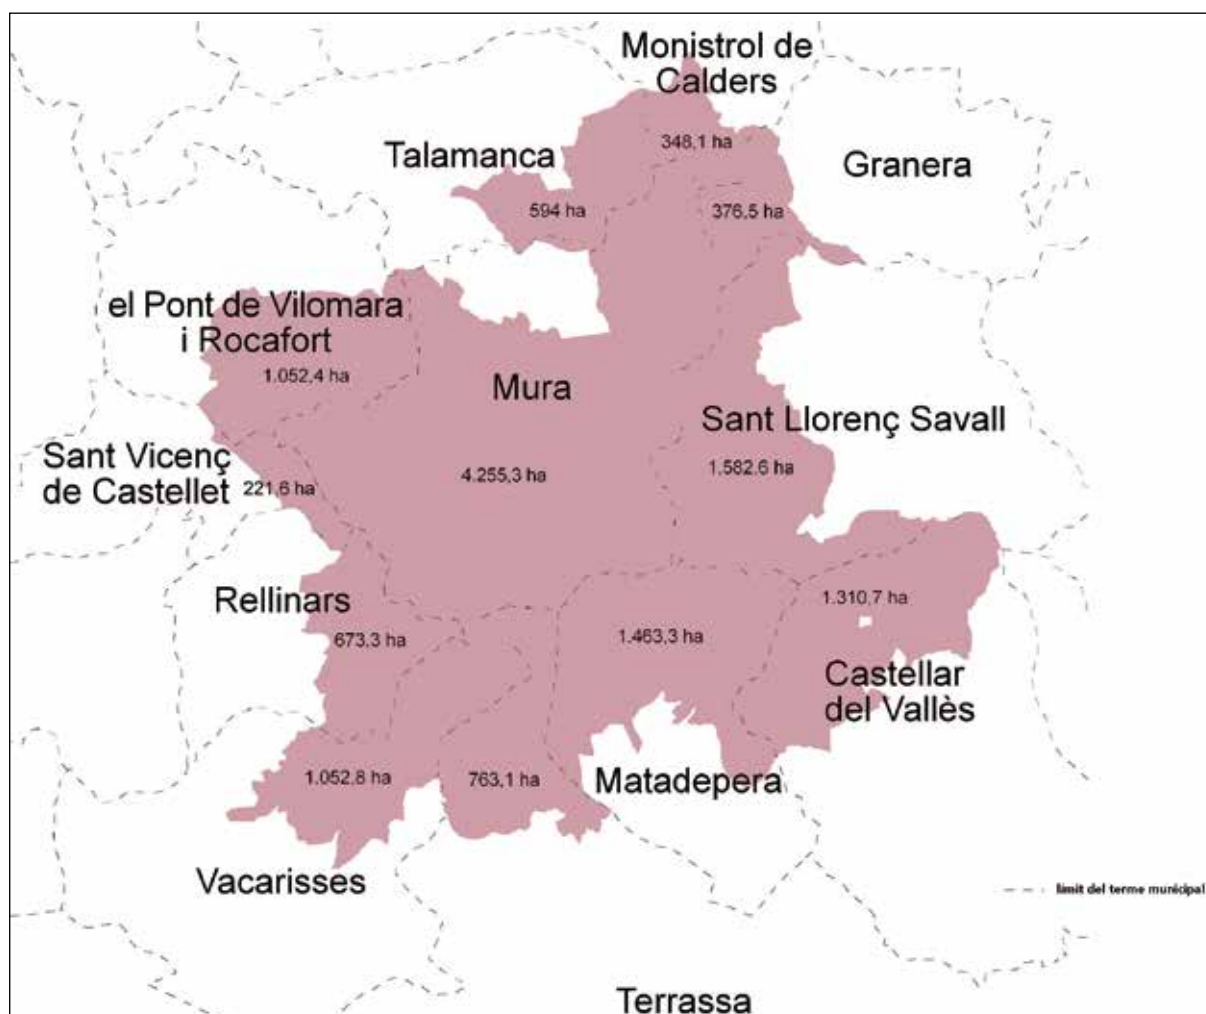 Monistrol de
Calders
348,1 ha
Talamanca
Granera
594 ha
376,5 ha
el Pont de Vilomara
i Rocafort
1.052,4 ha
Mura
Sant Llorenç Savall
Sant Vicenç
de Castellet
221,6 ha
4.255,3 ha
1.582,6 ha
Rellinars
1.310,7 ha
673,3 ha
1.463,3 ha
Castellar
del Vallès
1.052,8 ha
763,1 ha
Matadepera
Vacarisses
límit del terme municipal
Terrassa